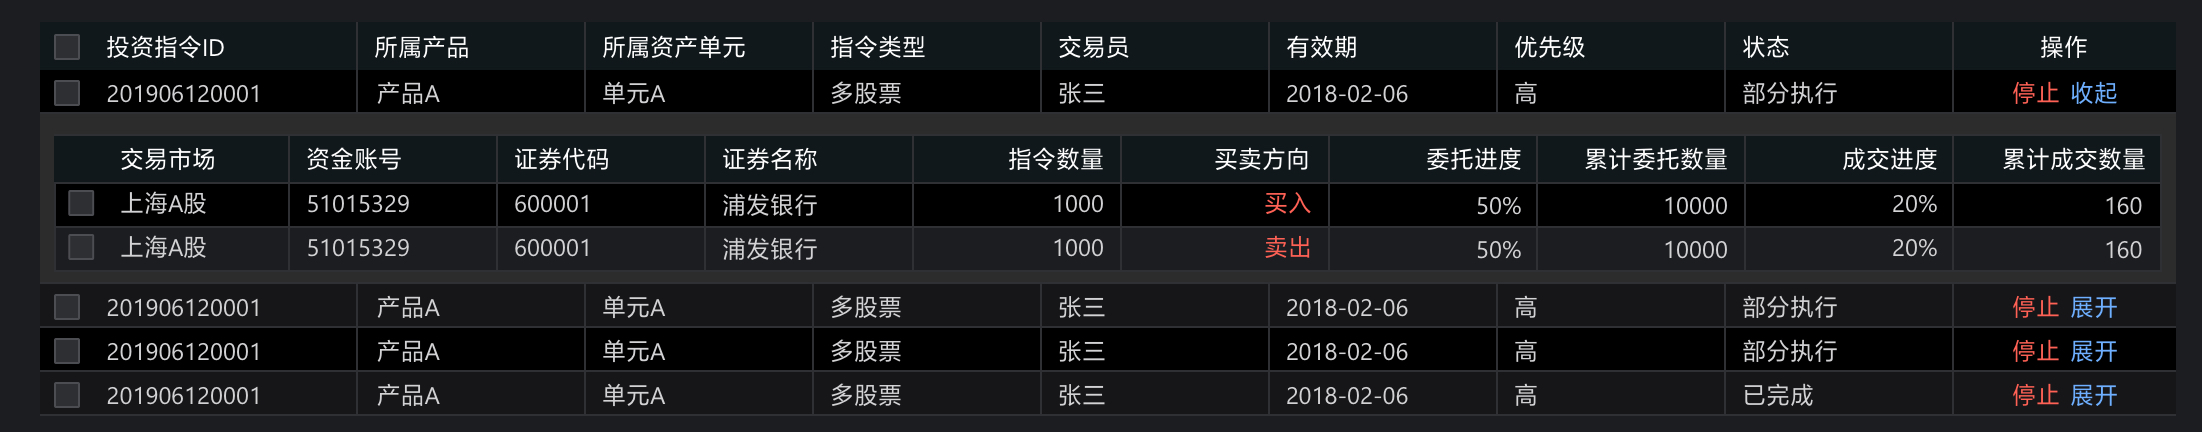 投资指令ID 所属产品 所属资产单元 指令类型 交易员 有效期 优先级 状态 操作
201906120001 产品A 单元A 多股票 张三 2018-02-06 高 部分执行 停止 收起
交易市场 资金账号 证券代码 证券名称 指令数量 买卖方向 委托进度 累计委托数量 成交进度 累计成交数量
上海A股 51015329 600001 浦发银行 1000 买入 50% 10000 20% 160
上海A股 51015329 600001 浦发银行 1000 卖出 50% 10000 20% 160
201906120001 产品A 单元A 多股票 张三 2018-02-06 高 部分执行 停止 展开
201906120001 产品A 单元A 多股票 张三 2018-02-06 高 部分执行 停止 展开
201906120001 产品A 单元A 多股票 张三 2018-02-06 高 已完成 停止 展开